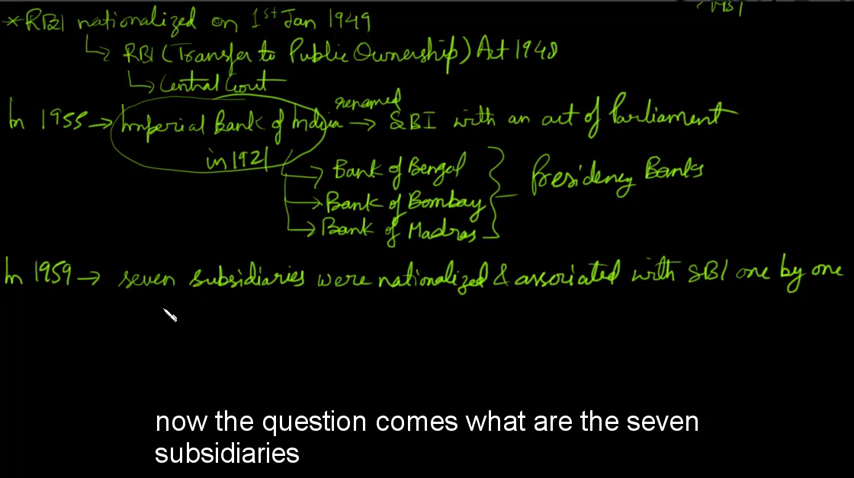 * RBI nationalized on 1st Jan 1949
RBI (Transfer to Public Ownership) Act 1948
Central Govt
In 1955 → Imperial Bank of India renamed → SBI with an act of Parliament
in 1921
Bank of Bengal
Bank of Bombay
Presidency Banks
Bank of Madras
In 1959 → seven subsidiaries were nationalized & associated with SBI one by one
now the question comes what are the seven
subsidiaries